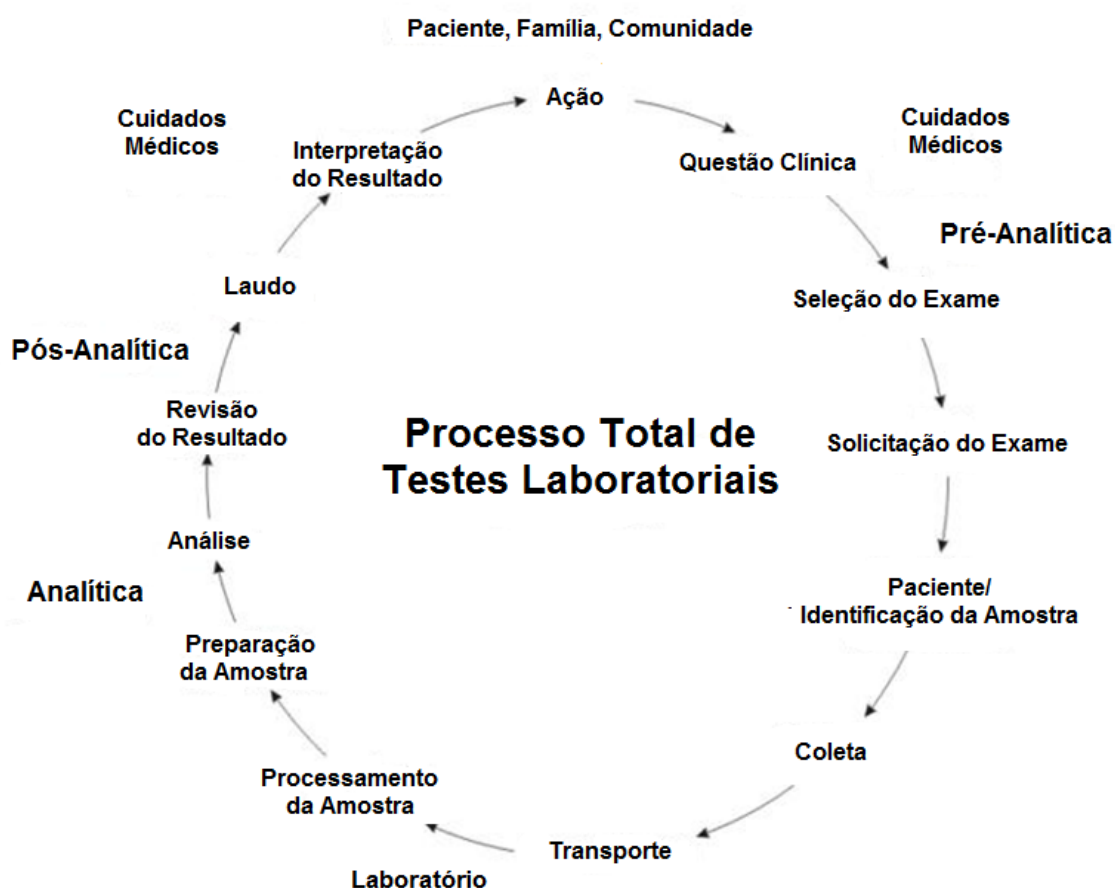 Paciente, Família, Comunidade
Ação
Cuidados
Médicos
Cuidados
Médicos
Interpretação
do Resultado
Questão Clínica
Pré-Analítica
Laudo
Seleção do Exame
Pós-Analítica
Revisão
do Resultado
Processo Total de
Testes Laboratoriais
Solicitação do Exame
Análise
Analítica
Paciente/
Identificação da Amostra
Preparação
da Amostra
Coleta
Processamento
da Amostra
Transporte
Laboratório